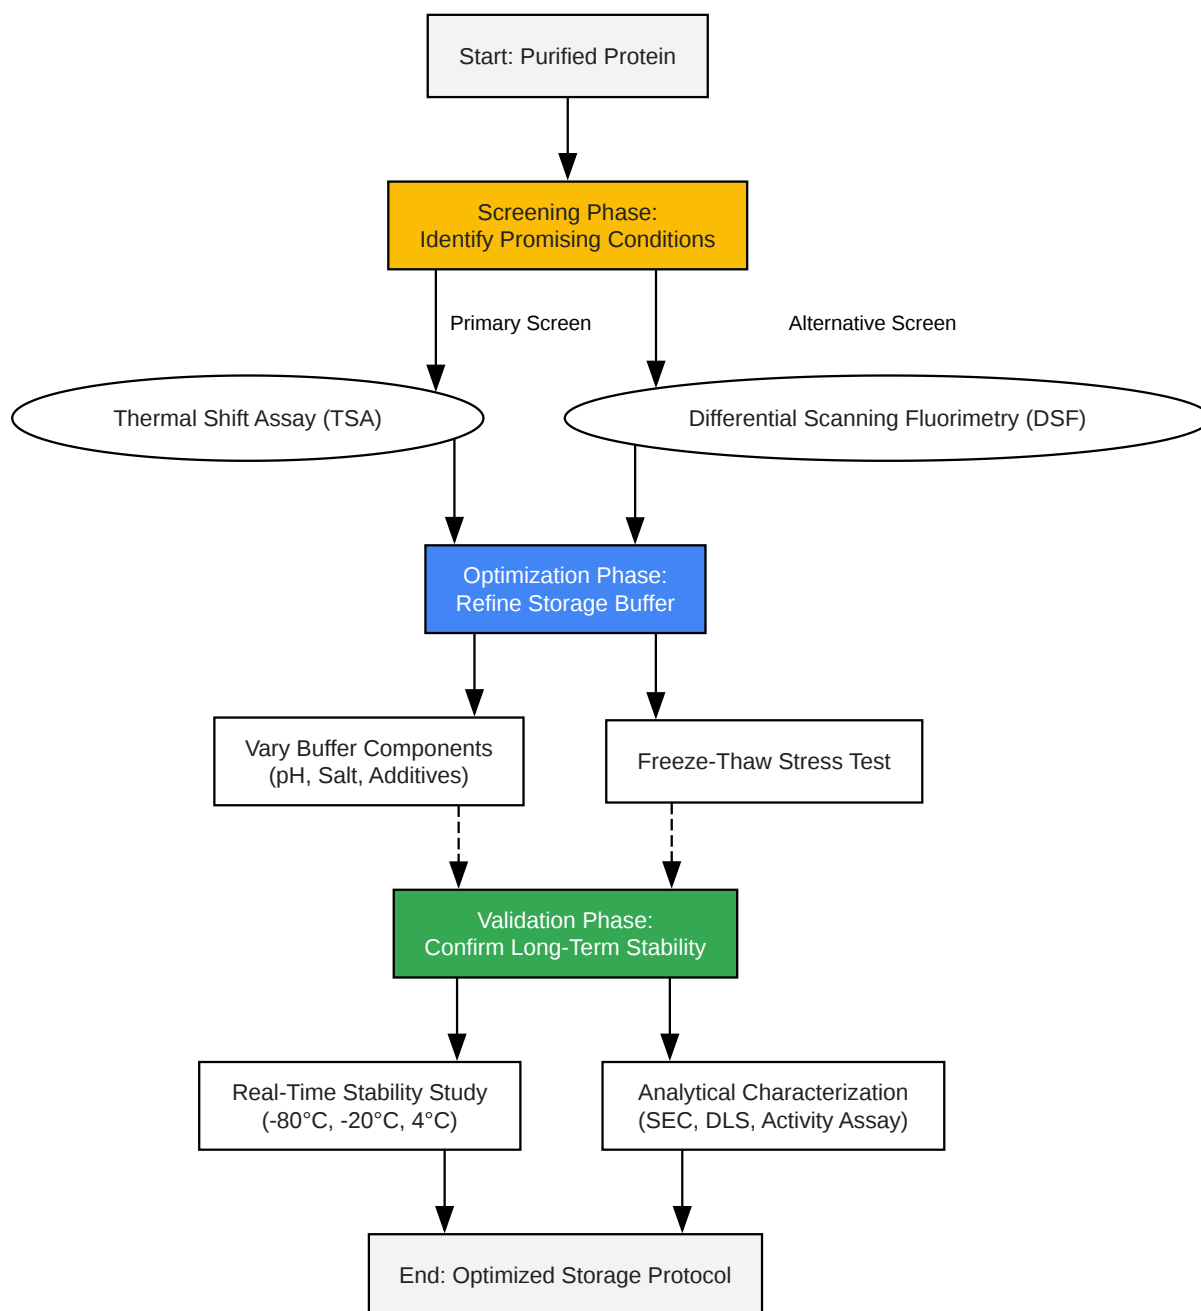 Start: Purified Protein
Screening Phase:
Identify Promising Conditions
Primary Screen
Alternative Screen
Thermal Shift Assay (TSA)
Differential Scanning Fluorimetry (DSF)
Optimization Phase:
Refine Storage Buffer
Vary Buffer Components
(pH, Salt, Additives)
Freeze-Thaw Stress Test
Validation Phase:
Confirm Long-Term Stability
Real-Time Stability Study
(-80°C, -20°C, 4°C)
Analytical Characterization
(SEC, DLS, Activity Assay)
End: Optimized Storage Protocol